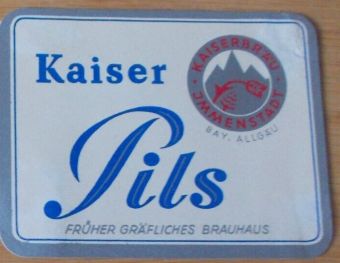 Kaiser
KAISERBRÄU
IMMENSTADT
BAY. ALLGÄU
Pils
FRÜHER GRÄFLICHES BRAUHAUS